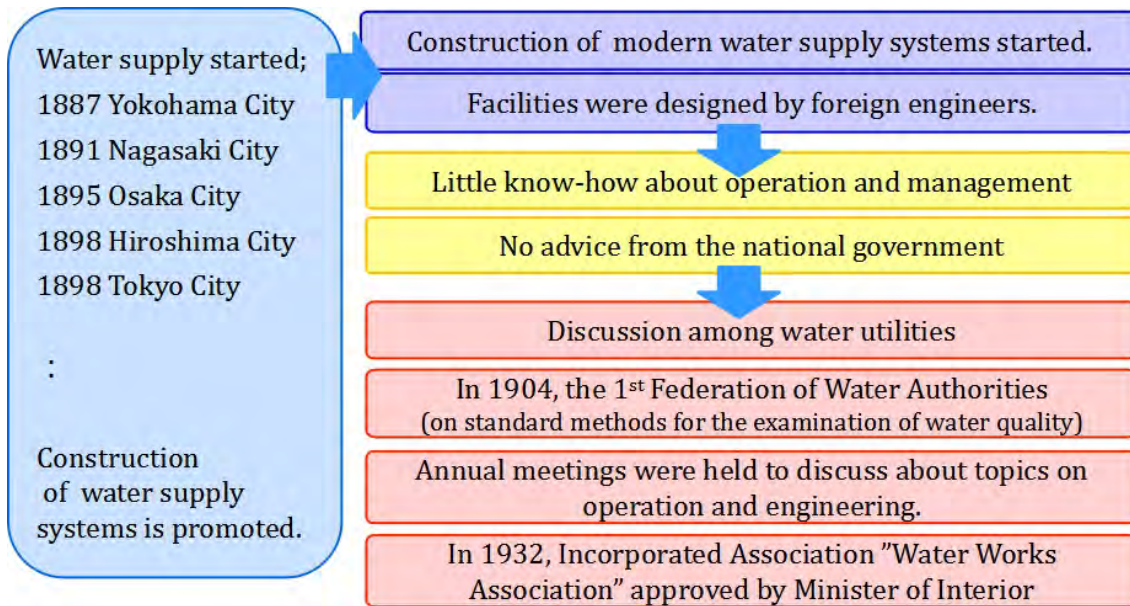 Water supply started;
1887 Yokohama City
1891 Nagasaki City
1895 Osaka City
1898 Hiroshima City
1898 Tokyo City
:
Construction
of water supply
systems is promoted.
Construction of modern water supply systems started.
Facilities were designed by foreign engineers.
Little know-how about operation and management
No advice from the national government
Discussion among water utilities
In 1904, the 1st Federation of Water Authorities
(on standard methods for the examination of water quality)
Annual meetings were held to discuss about topics on
operation and engineering.
In 1932, Incorporated Association ”Water Works
Association” approved by Minister of Interior